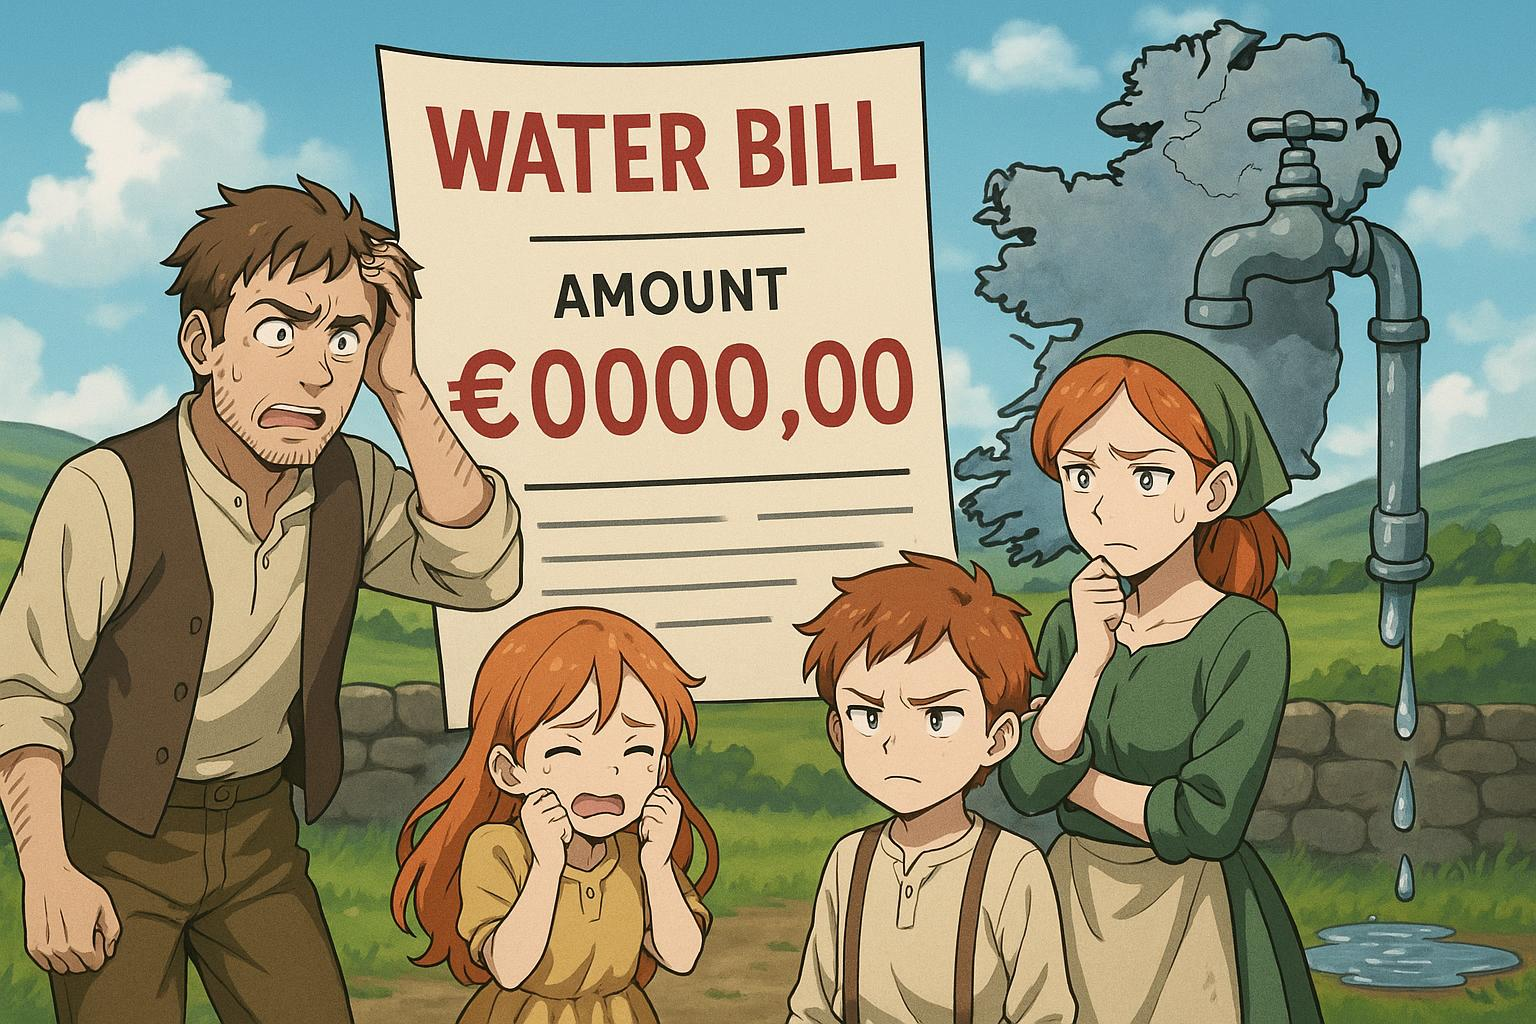 WATER BILL
AMOUNT
€0000,00